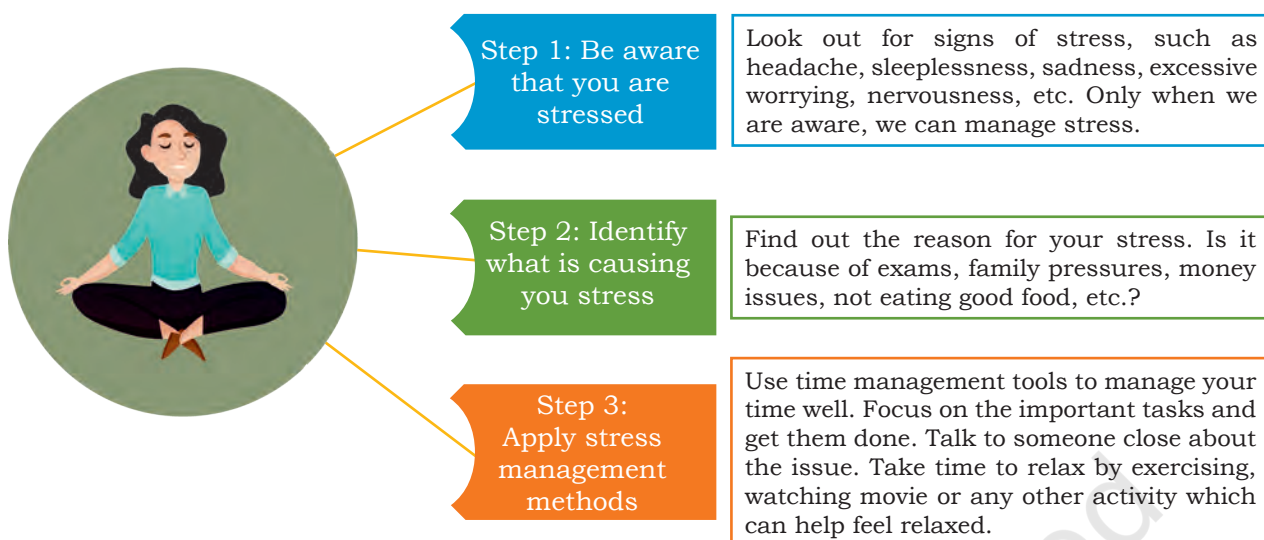 Step 1: Be aware
that you are
stressed
Look out for signs of stress, such as
headache, sleeplessness, sadness, excessive
worrying, nervousness, etc. Only when we
are aware, we can manage stress.
Step 2: Identify
what is causing
you stress
Find out the reason for your stress. Is it
because of exams, family pressures, money
issues, not eating good food, etc.?
Step 3:
Apply stress
management
methods
Use time management tools to manage your
time well. Focus on the important tasks and
get them done. Talk to someone close about
the issue. Take time to relax by exercising,
watching movie or any other activity which
can help feel relaxed.